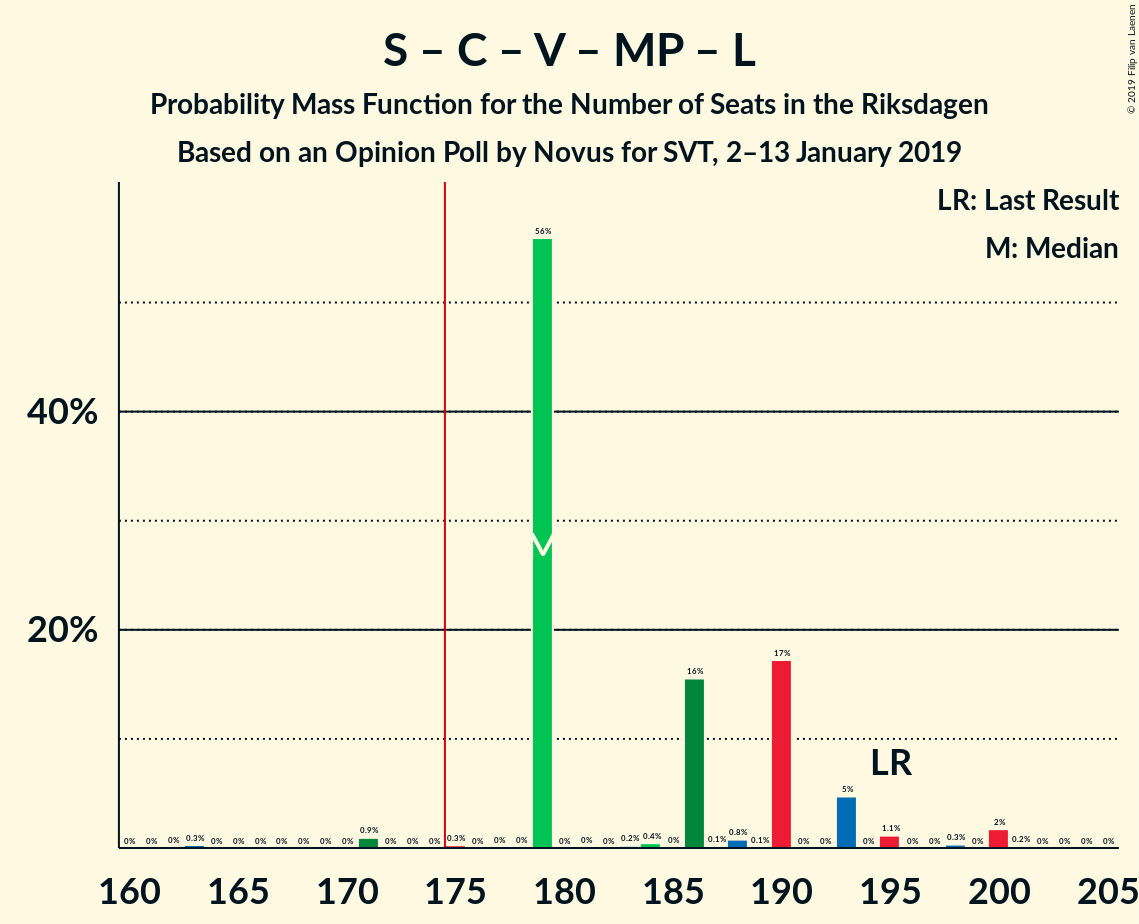 S – C – V – MP – L
Probability Mass Function for the Number of Seats in the Riksdagen
Based on an Opinion Poll by Novus for SVT, 2–13 January 2019
© 2019 Filip van Laenen
LR: Last Result
M: Median
40%
20%
0% 0% 0% 0.3% 0% 0% 0% 0% 0% 0% 0% 0.9% 0% 0% 0% 0.3% 0% 0% 0% 56% 0% 0% 0% 0.2% 0.4% 0% 16% 0.1% 0.8% 0.1% 17% 0% 0% 5% 0% 1.1% 0% 0% 0.3% 0% 2% 0.2% 0% 0% 0% 0%
M
LR
160 165 170 175 180 185 190 195 200 205